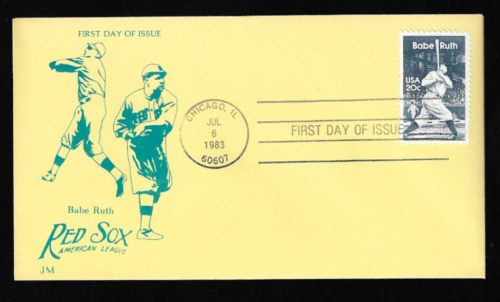 FIRST DAY OF ISSUE
Babe Ruth
RED SOX
AMERICAN LEAGUE
JM
CHICAGO, IL
JUL
6
1983
60607
FIRST DAY OF ISSUE
Babe Ruth
USA
20c